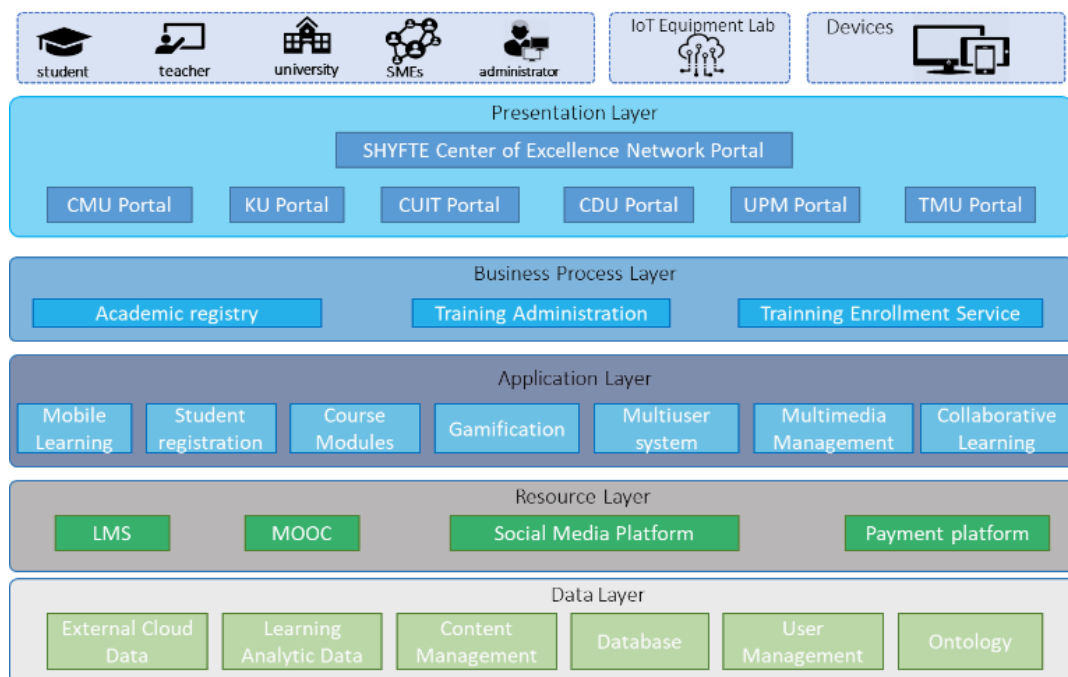 IoT Equipment Lab
Devices
student
teacher
university
SMEs
administrator
Presentation Layer
SHYFTE Center of Excellence Network Portal
CMU Portal
KU Portal
CUIT Portal
CDU Portal
UPM Portal
TMU Portal
Business Process Layer
Academic registry
Training Administration
Trainning Enrollment Service
Application Layer
Mobile
Learning
Student
registration
Course
Modules
Gamification
Multiuser
system
Multimedia
Management
Collaborative
Learning
Resource Layer
LMS
MOOC
Social Media Platform
Payment platform
Data Layer
External Cloud
Data
Learning
Analytic Data
Content
Management
Database
User
Management
Ontology